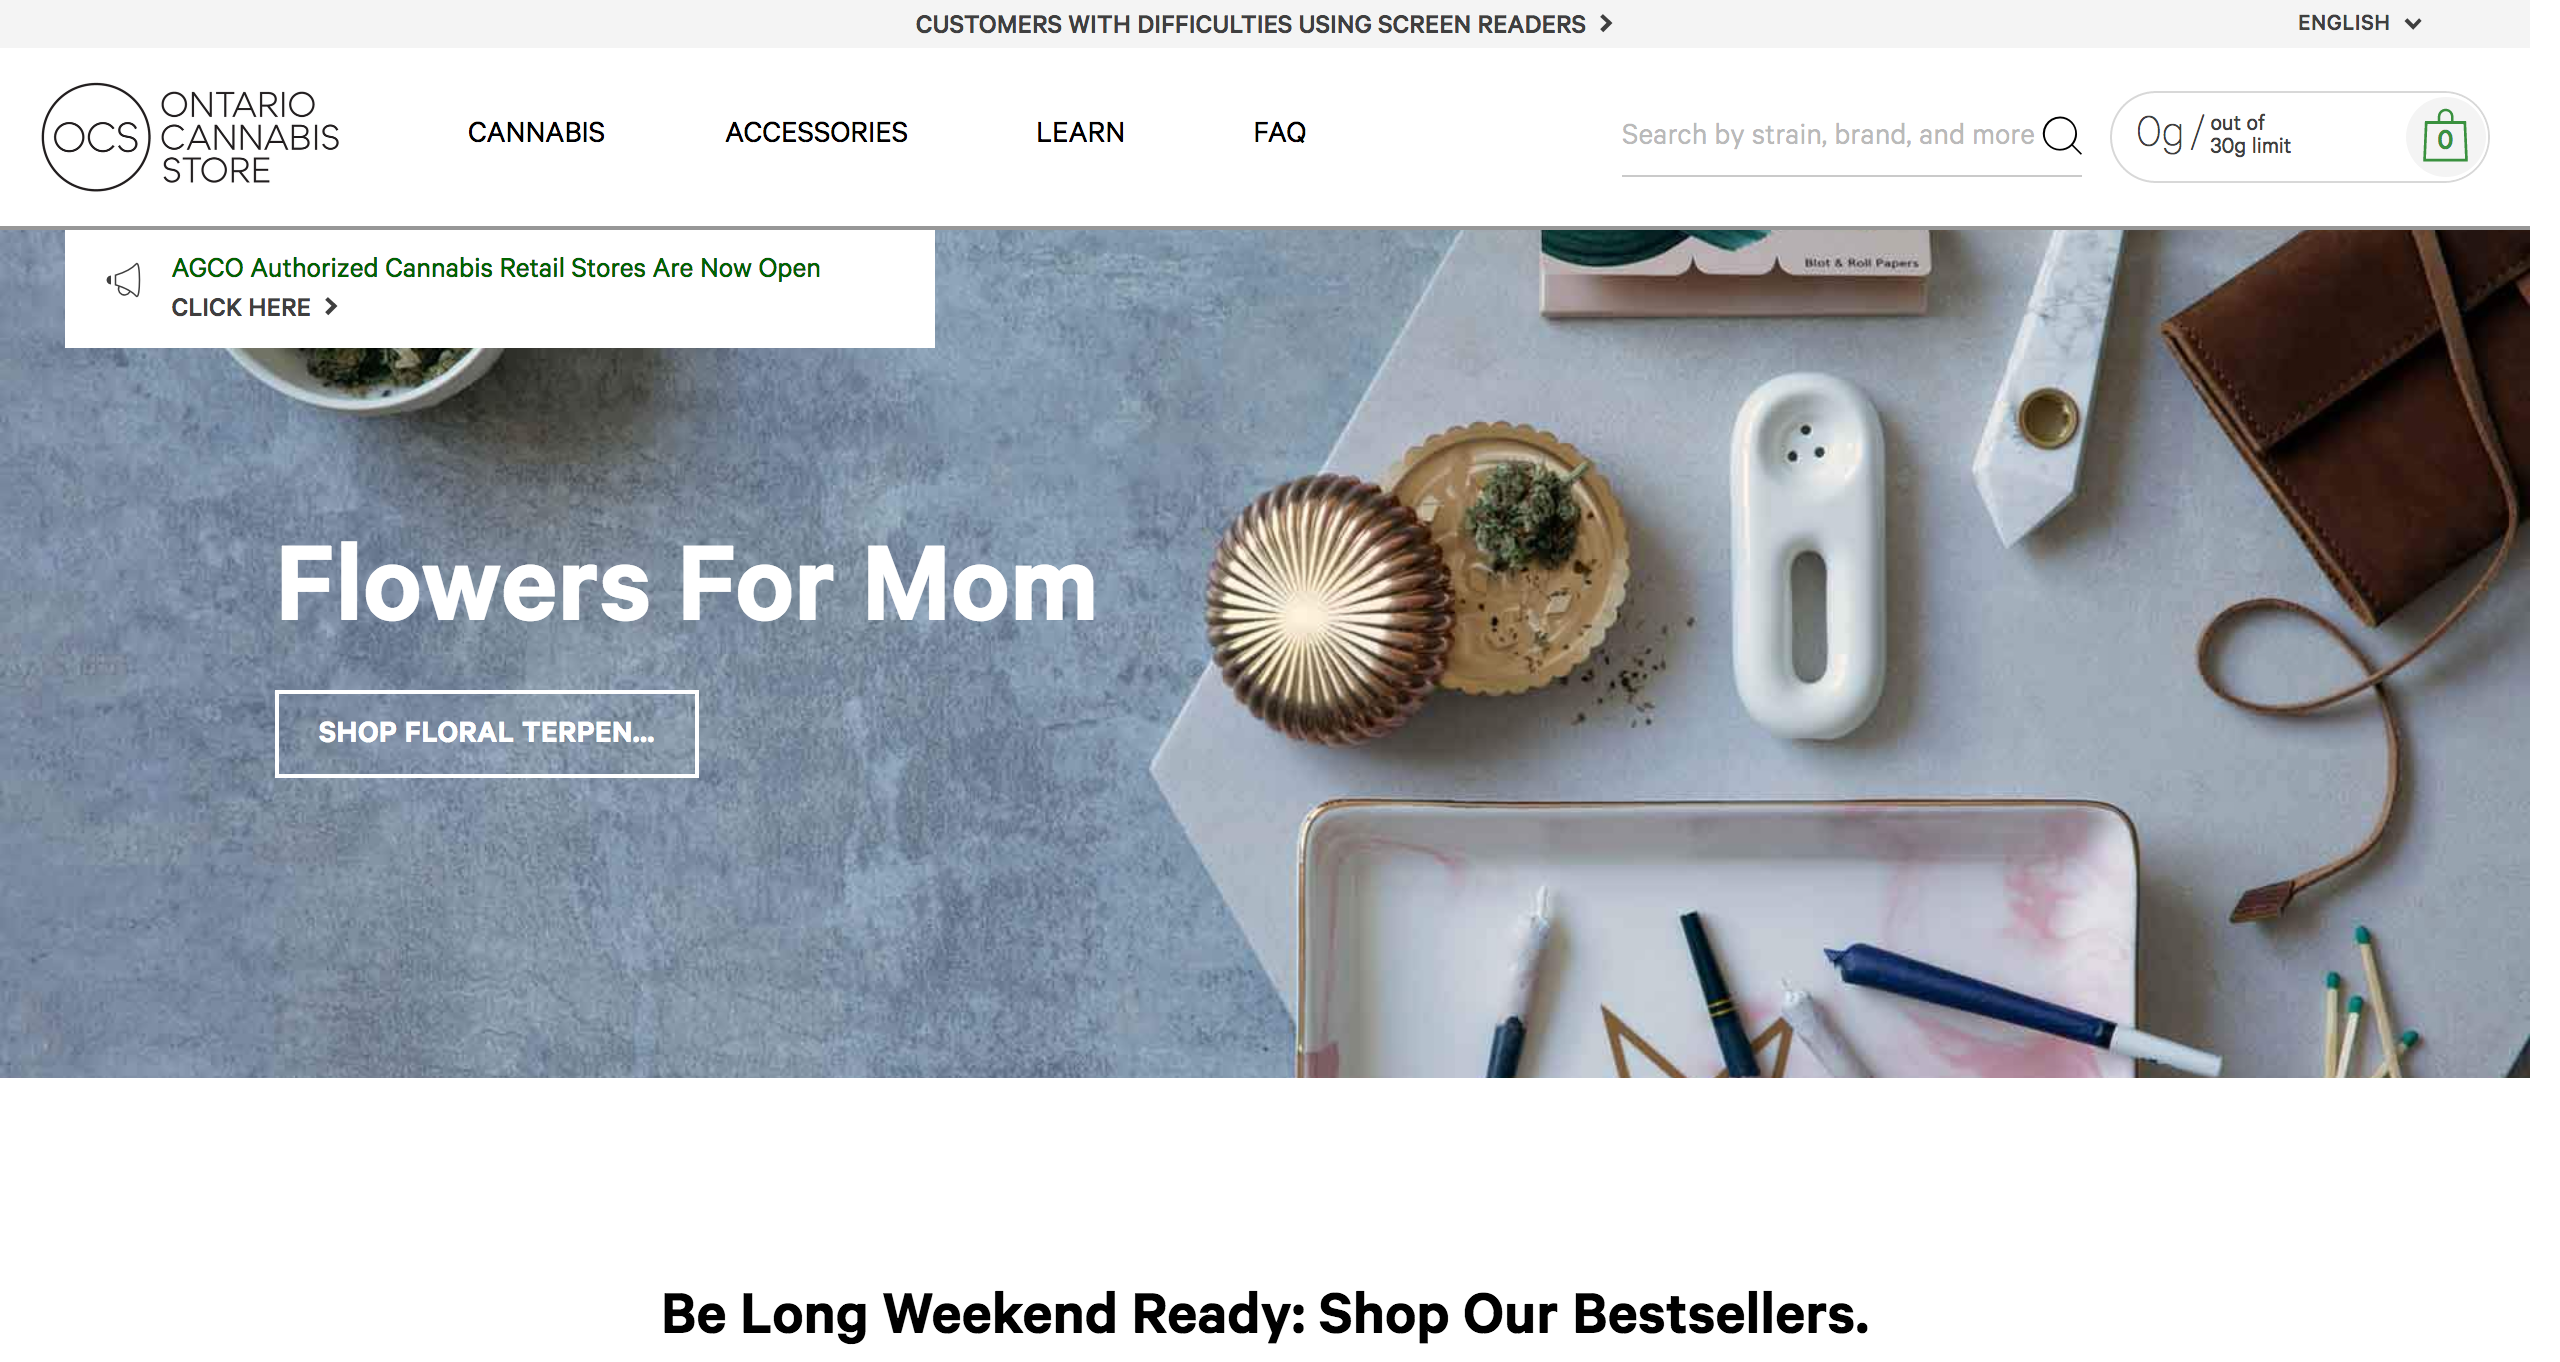 CUSTOMERS WITH DIFFICULTIES USING SCREEN READERS
ENGLISH
OCS
ONTARIO
CANNABIS
STORE
CANNABIS
ACCESSORIES
LEARN
FAQ
Search by strain, brand, and more
0g/
out of
30g limit
0
AGCO Authorized Cannabis Retail Stores Are Now Open
CLICK HERE
Blot & Roll Papers
Flowers For Mom
SHOP FLORAL TERPEN...
Be Long Weekend Ready: Shop Our Bestsellers.